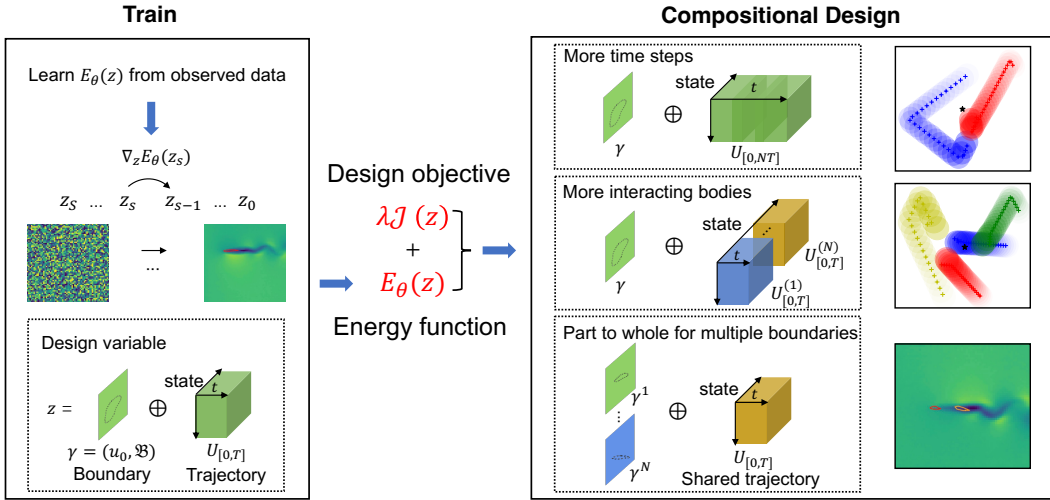 Train
Learn E_θ(z) from observed data
∇_z E_θ(z_s)
z_S ... z_s z_{s−1} ... z_0
...
Design variable
state
t
z = ⊕
U_{[0,T]}
γ = (u_0, 𝔅)
Boundary Trajectory
Design objective
λ𝒥 (z)
+
E_θ(z)
Energy function
Compositional Design
More time steps
state
t
⊕
γ
U_{[0,NT]}
More interacting bodies
state
...
t
⊕
U_{[0,T]}^{(N)}
γ
U_{[0,T]}^{(1)}
Part to whole for multiple boundaries
state
t
γ^1
⋮
⊕
U_{[0,T]}
γ^N
Shared trajectory